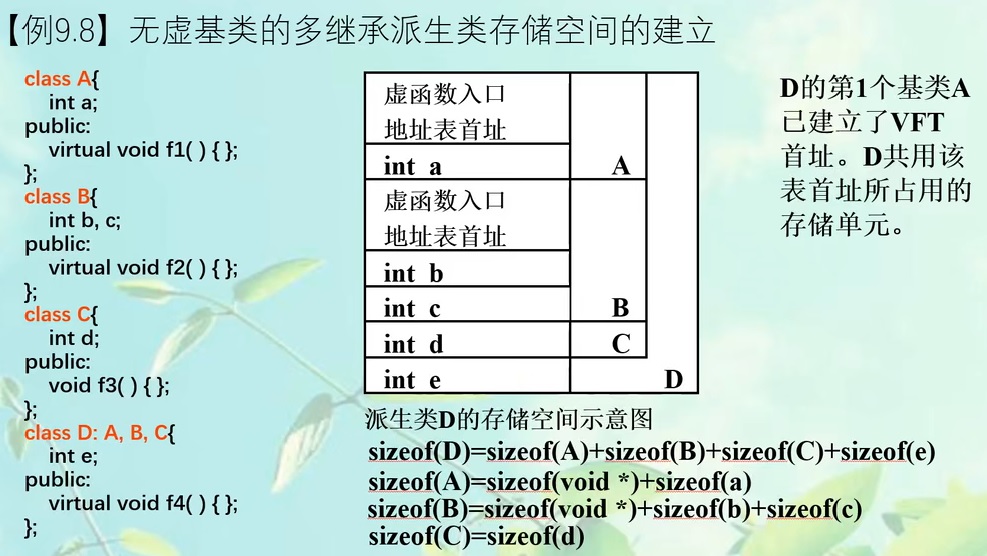 【例9.8】无虚基类的多继承派生类存储空间的建立
class A{
int a;
public:
virtual void f1( ) { };
};
class B{
int b, c;
public:
virtual void f2( ) { };
};
class C{
int d;
public:
void f3( ) { };
};
class D: A, B, C{
int e;
public:
virtual void f4( ) { };
};
虚函数入口
地址表首址
int a
A
虚函数入口
地址表首址
int b
int c
B
int d
C
int e
D
派生类D的存储空间示意图
sizeof(D)=sizeof(A)+sizeof(B)+sizeof(C)+sizeof(e)
sizeof(A)=sizeof(void *)+sizeof(a)
sizeof(B)=sizeof(void *)+sizeof(b)+sizeof(c)
sizeof(C)=sizeof(d)
D的第1个基类A
已建立了VFT
首址。D共用该
表首址所占用的
存储单元。